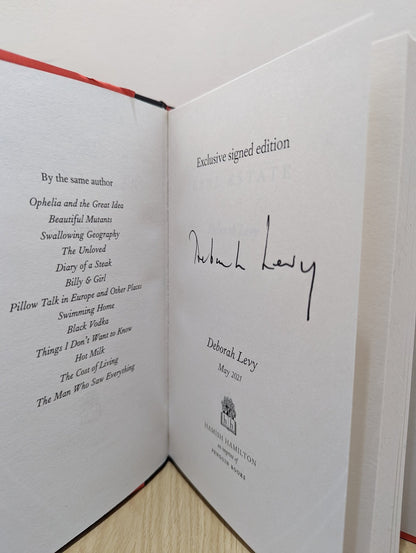 By the same author
Ophelia and the Great Idea
Beautiful Mutants
Swallowing Geography
The Unloved
Diary of a Steak
Billy & Girl
Pillow Talk in Europe and Other Places
Swimming Home
Black Vodka
Things I Don't Want to Know
Hot Milk
The Cost of Living
The Man Who Saw Everything
Exclusive signed edition
Deborah Levy
Deborah Levy
May 2021
HAMISH HAMILTON
an imprint of
PENGUIN BOOKS